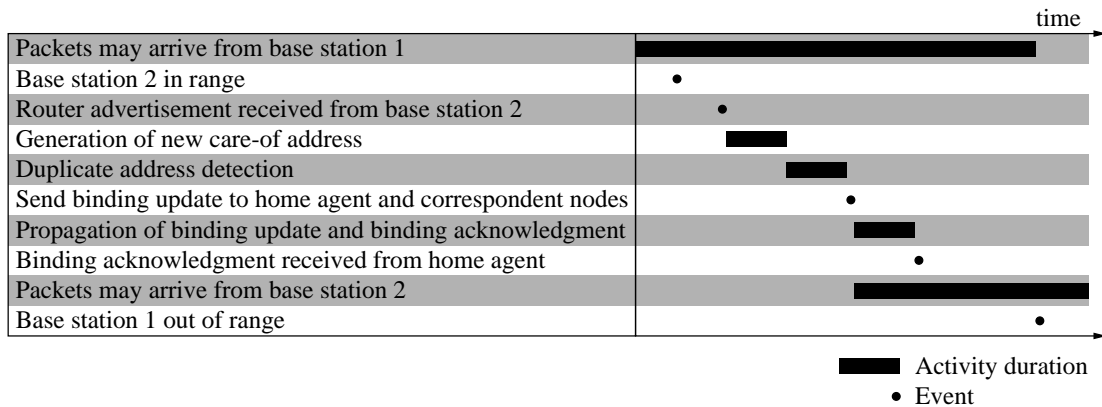 time
Packets may arrive from base station 1
Base station 2 in range
Router advertisement received from base station 2
Generation of new care-of address
Duplicate address detection
Send binding update to home agent and correspondent nodes
Propagation of binding update and binding acknowledgment
Binding acknowledgment received from home agent
Packets may arrive from base station 2
Base station 1 out of range
Activity duration
Event